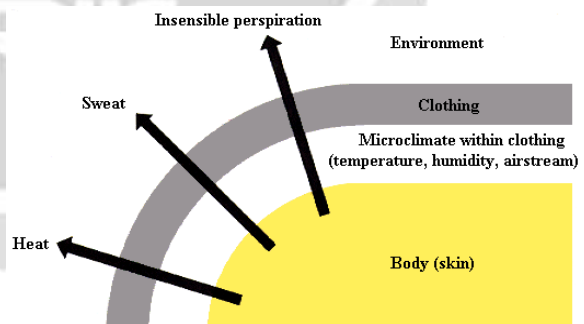 Insensible perspiration
Environment
Sweat
Clothing
Microclimate within clothing
(temperature, humidity, airstream)
Heat
Body (skin)